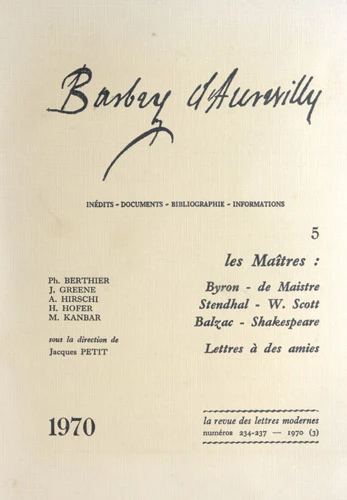 Barbey d'Aurevilly
INÉDITS - DOCUMENTS - BIBLIOGRAPHIE - INFORMATIONS
5
les Maîtres :
Ph. BERTHIER
J. GREENE
A. HIRSCHI
H. HOFER
M. KANBAR
Byron - de Maistre
Stendhal - W. Scott
Balzac - Shakespeare
sous la direction de
Jacques PETIT
Lettres à des amies
1970
la revue des lettres modernes
numéros 234-237 — 1970 (3)